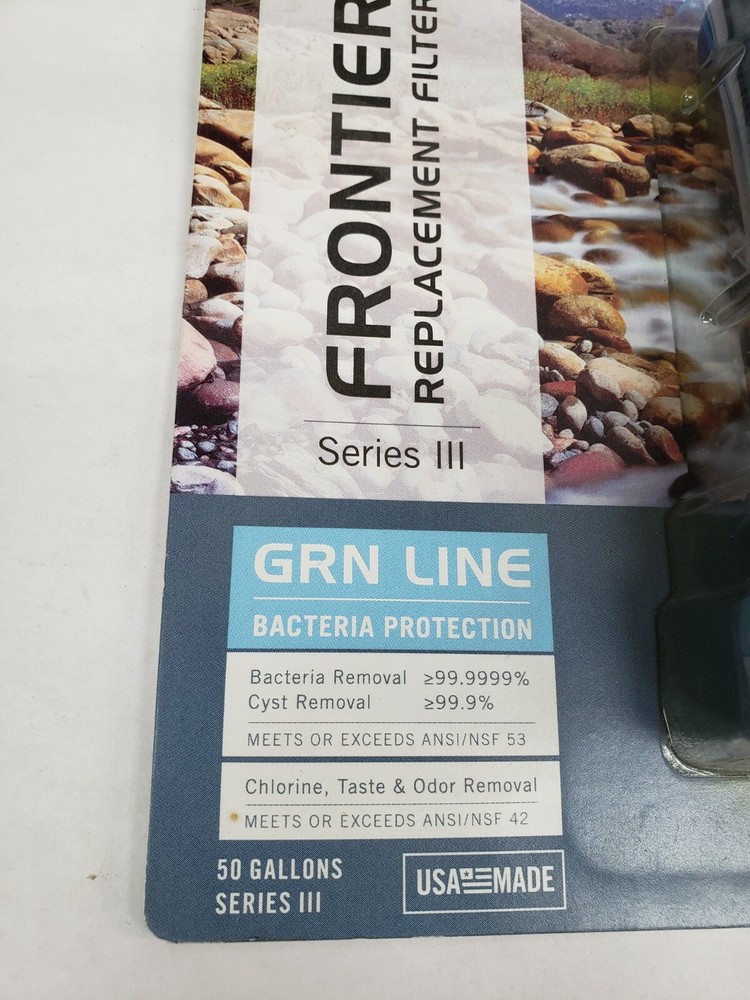 FRONTIER
REPLACEMENT FILTER
Series III
GRN LINE
BACTERIA PROTECTION
Bacteria Removal ≥99.9999%
Cyst Removal ≥99.9%
MEETS OR EXCEEDS ANSI/NSF 53
Chlorine, Taste & Odor Removal
MEETS OR EXCEEDS ANSI/NSF 42
50 GALLONS
SERIES III
USA MADE